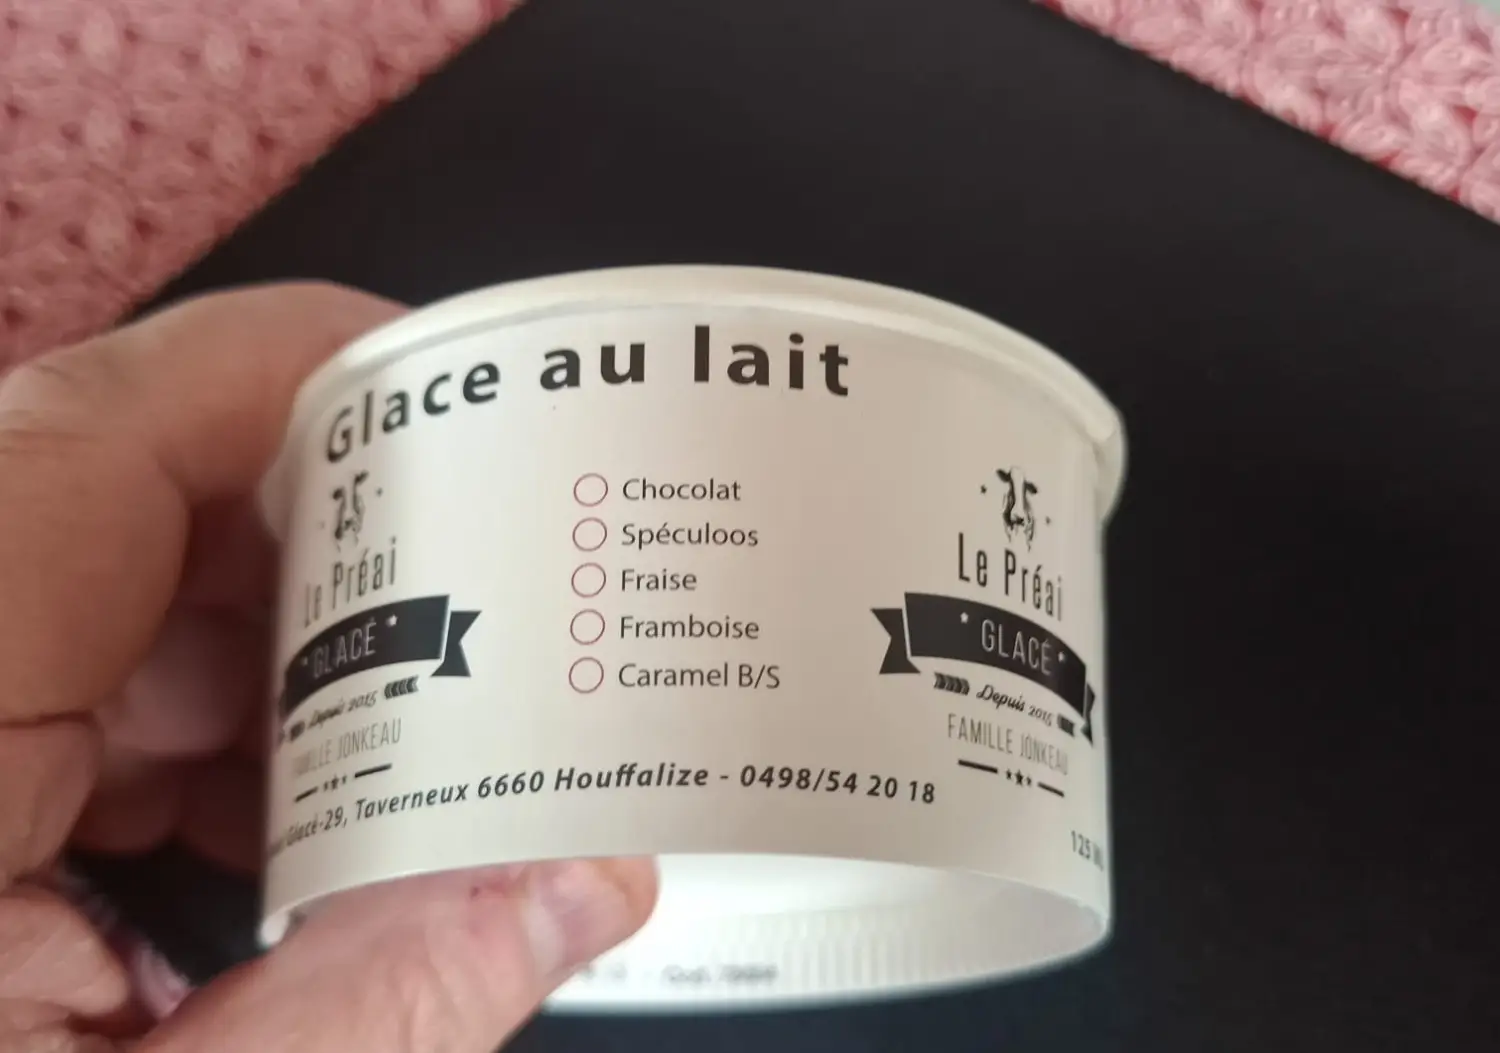 Glace au lait
Chocolat
Spéculoos
Fraise
Framboise
Caramel B/S
Le Préai
GLACÉ
Depuis 2015
FAMILLE JONKEAU
Le Préai
GLACÉ
Depuis 2015
FAMILLE JONKEAU
Glacé-29, Taverneux 6660 Houffalize - 0498/54 20 18
125